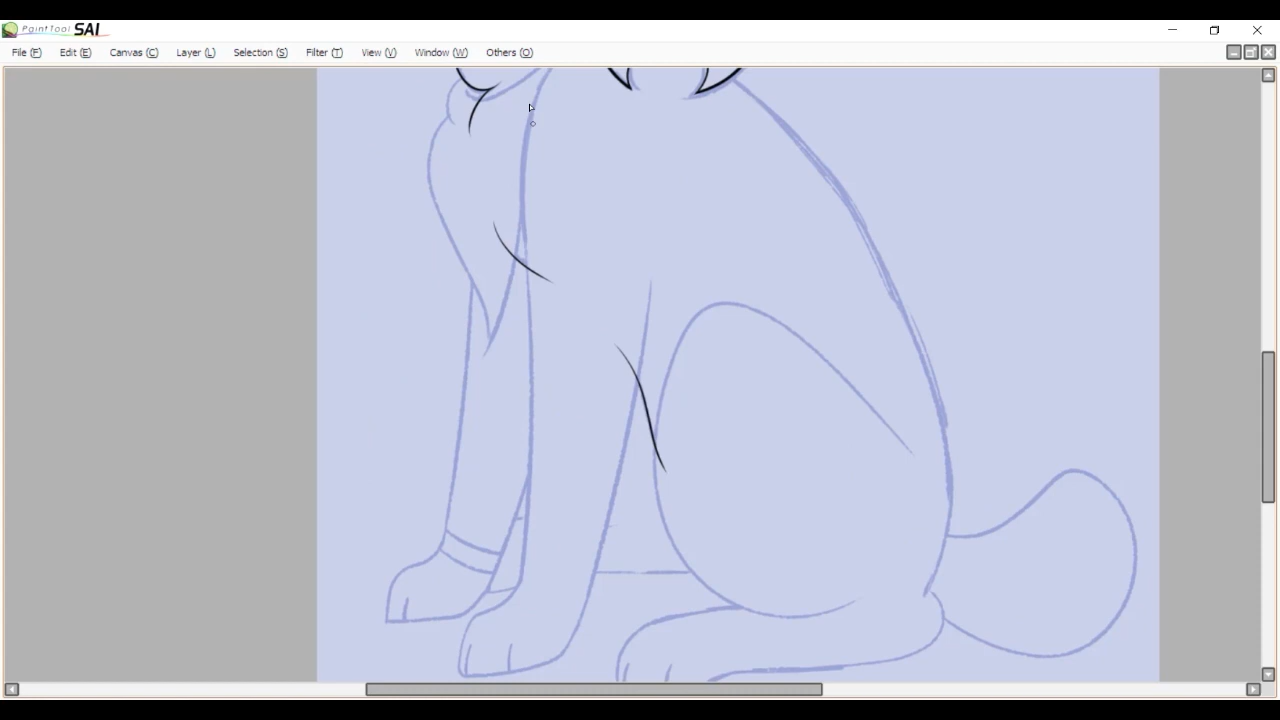 PaintTool SAI
File (F) Edit (E) Canvas (C) Layer (L) Selection (S) Filter (T) View (V) Window (W) Others (O)